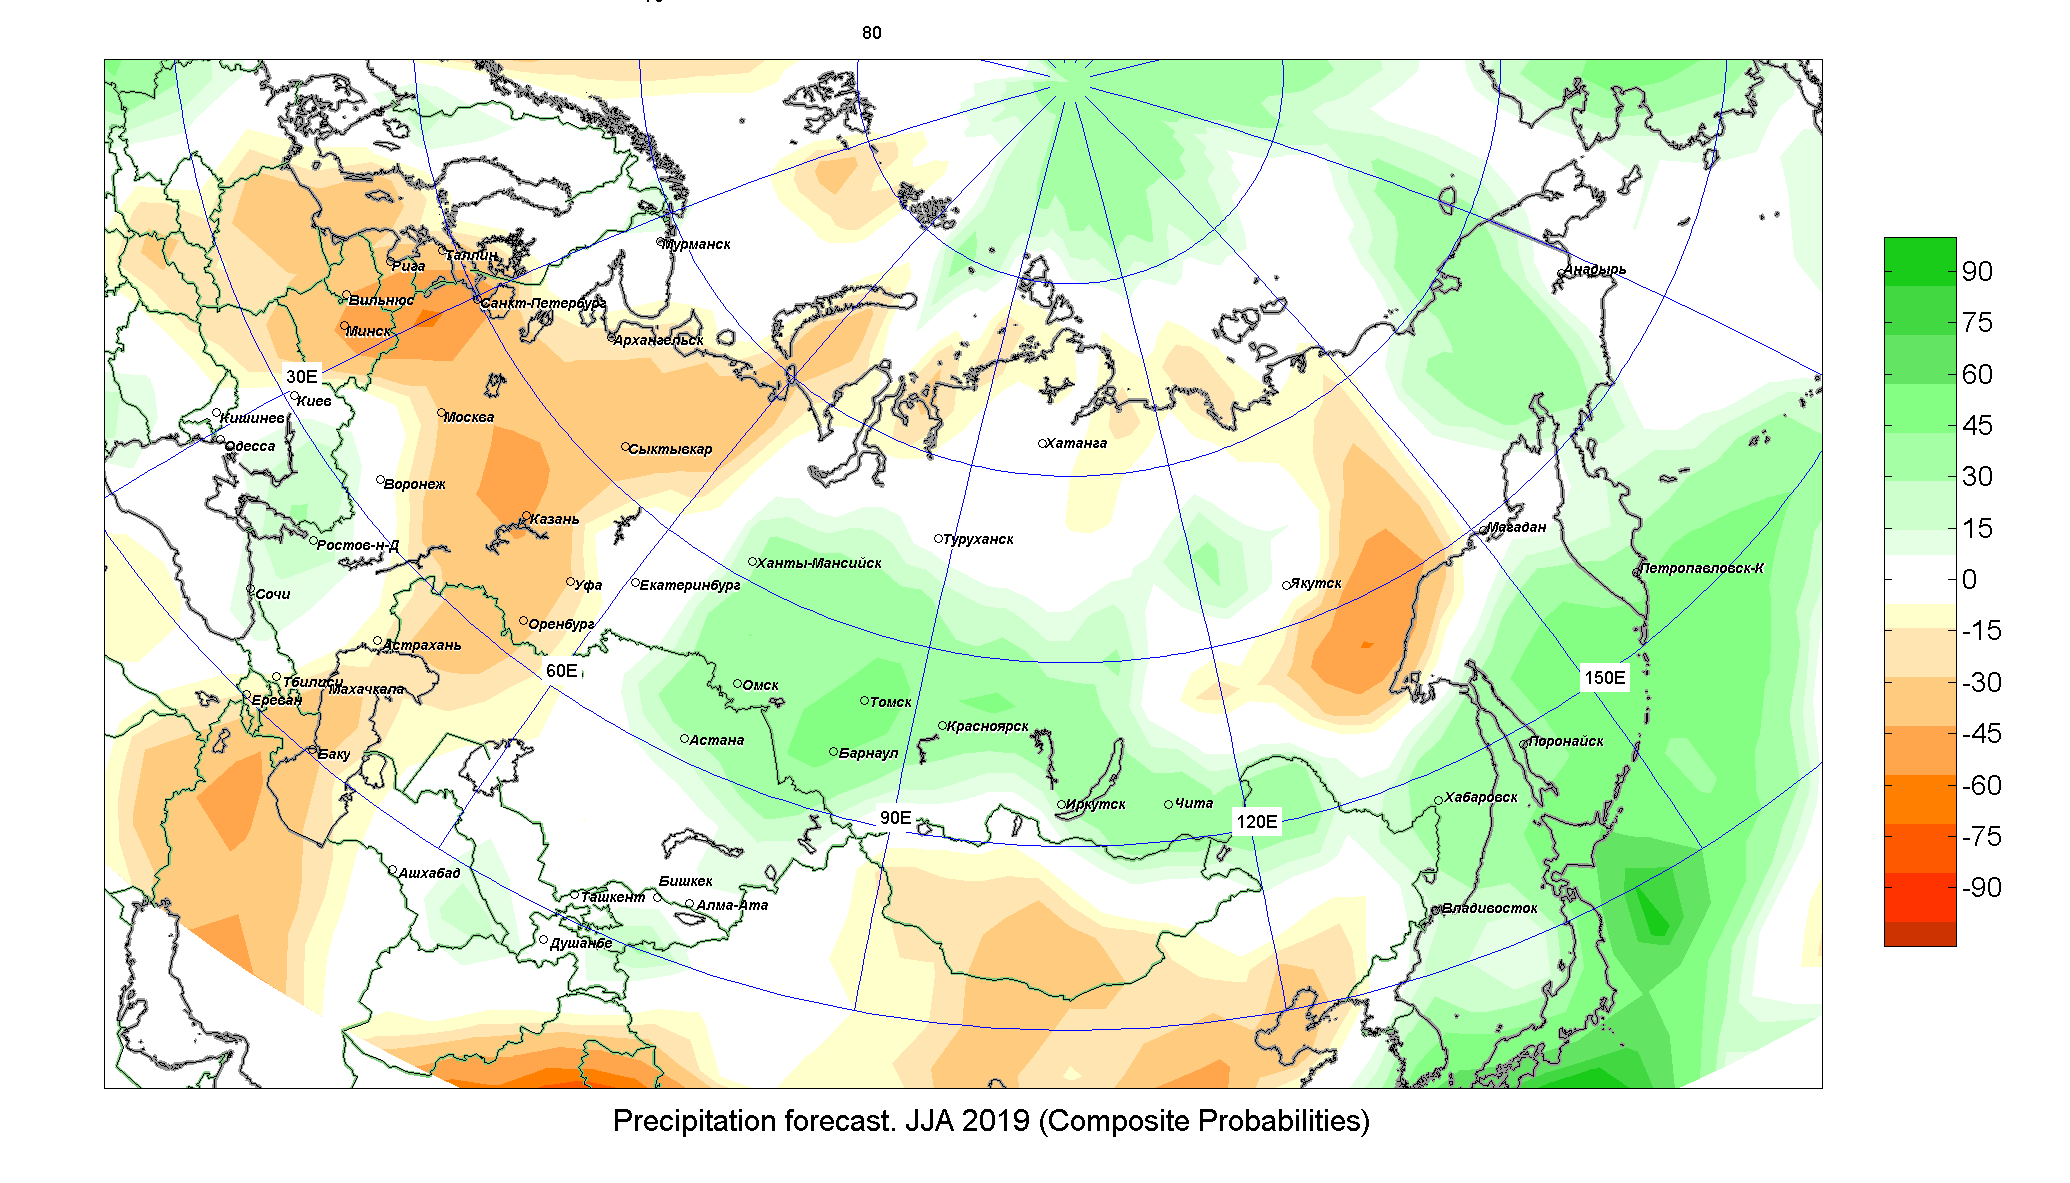 80
Мурманск
Таллин
Рига
Анадырь
Вильнюс
Санкт-Петербург
Минск
Архангельск
30E
Киев
Кишинев
Москва
Одесса
Сыктывкар
Хатанга
Воронеж
Казань
Магадан
Ростов-н-Д
Туруханск
Ханты-Мансийск
Петропавловск-К
Уфа
Екатеринбург
Якутск
Сочи
Оренбург
Астрахань
60E
150E
Тбилиси
Махачкала
Омск
Ереван
Томск
Красноярск
Астана
Поронайск
Баку
Барнаул
Иркутск
Чита
Хабаровск
90E
120E
Ашхабад
Бишкек
Ташкент
Алма-Ата
Владивосток
Душанбе
90
75
60
45
30
15
0
-15
-30
-45
-60
-75
-90
Precipitation forecast. JJA 2019 (Composite Probabilities)